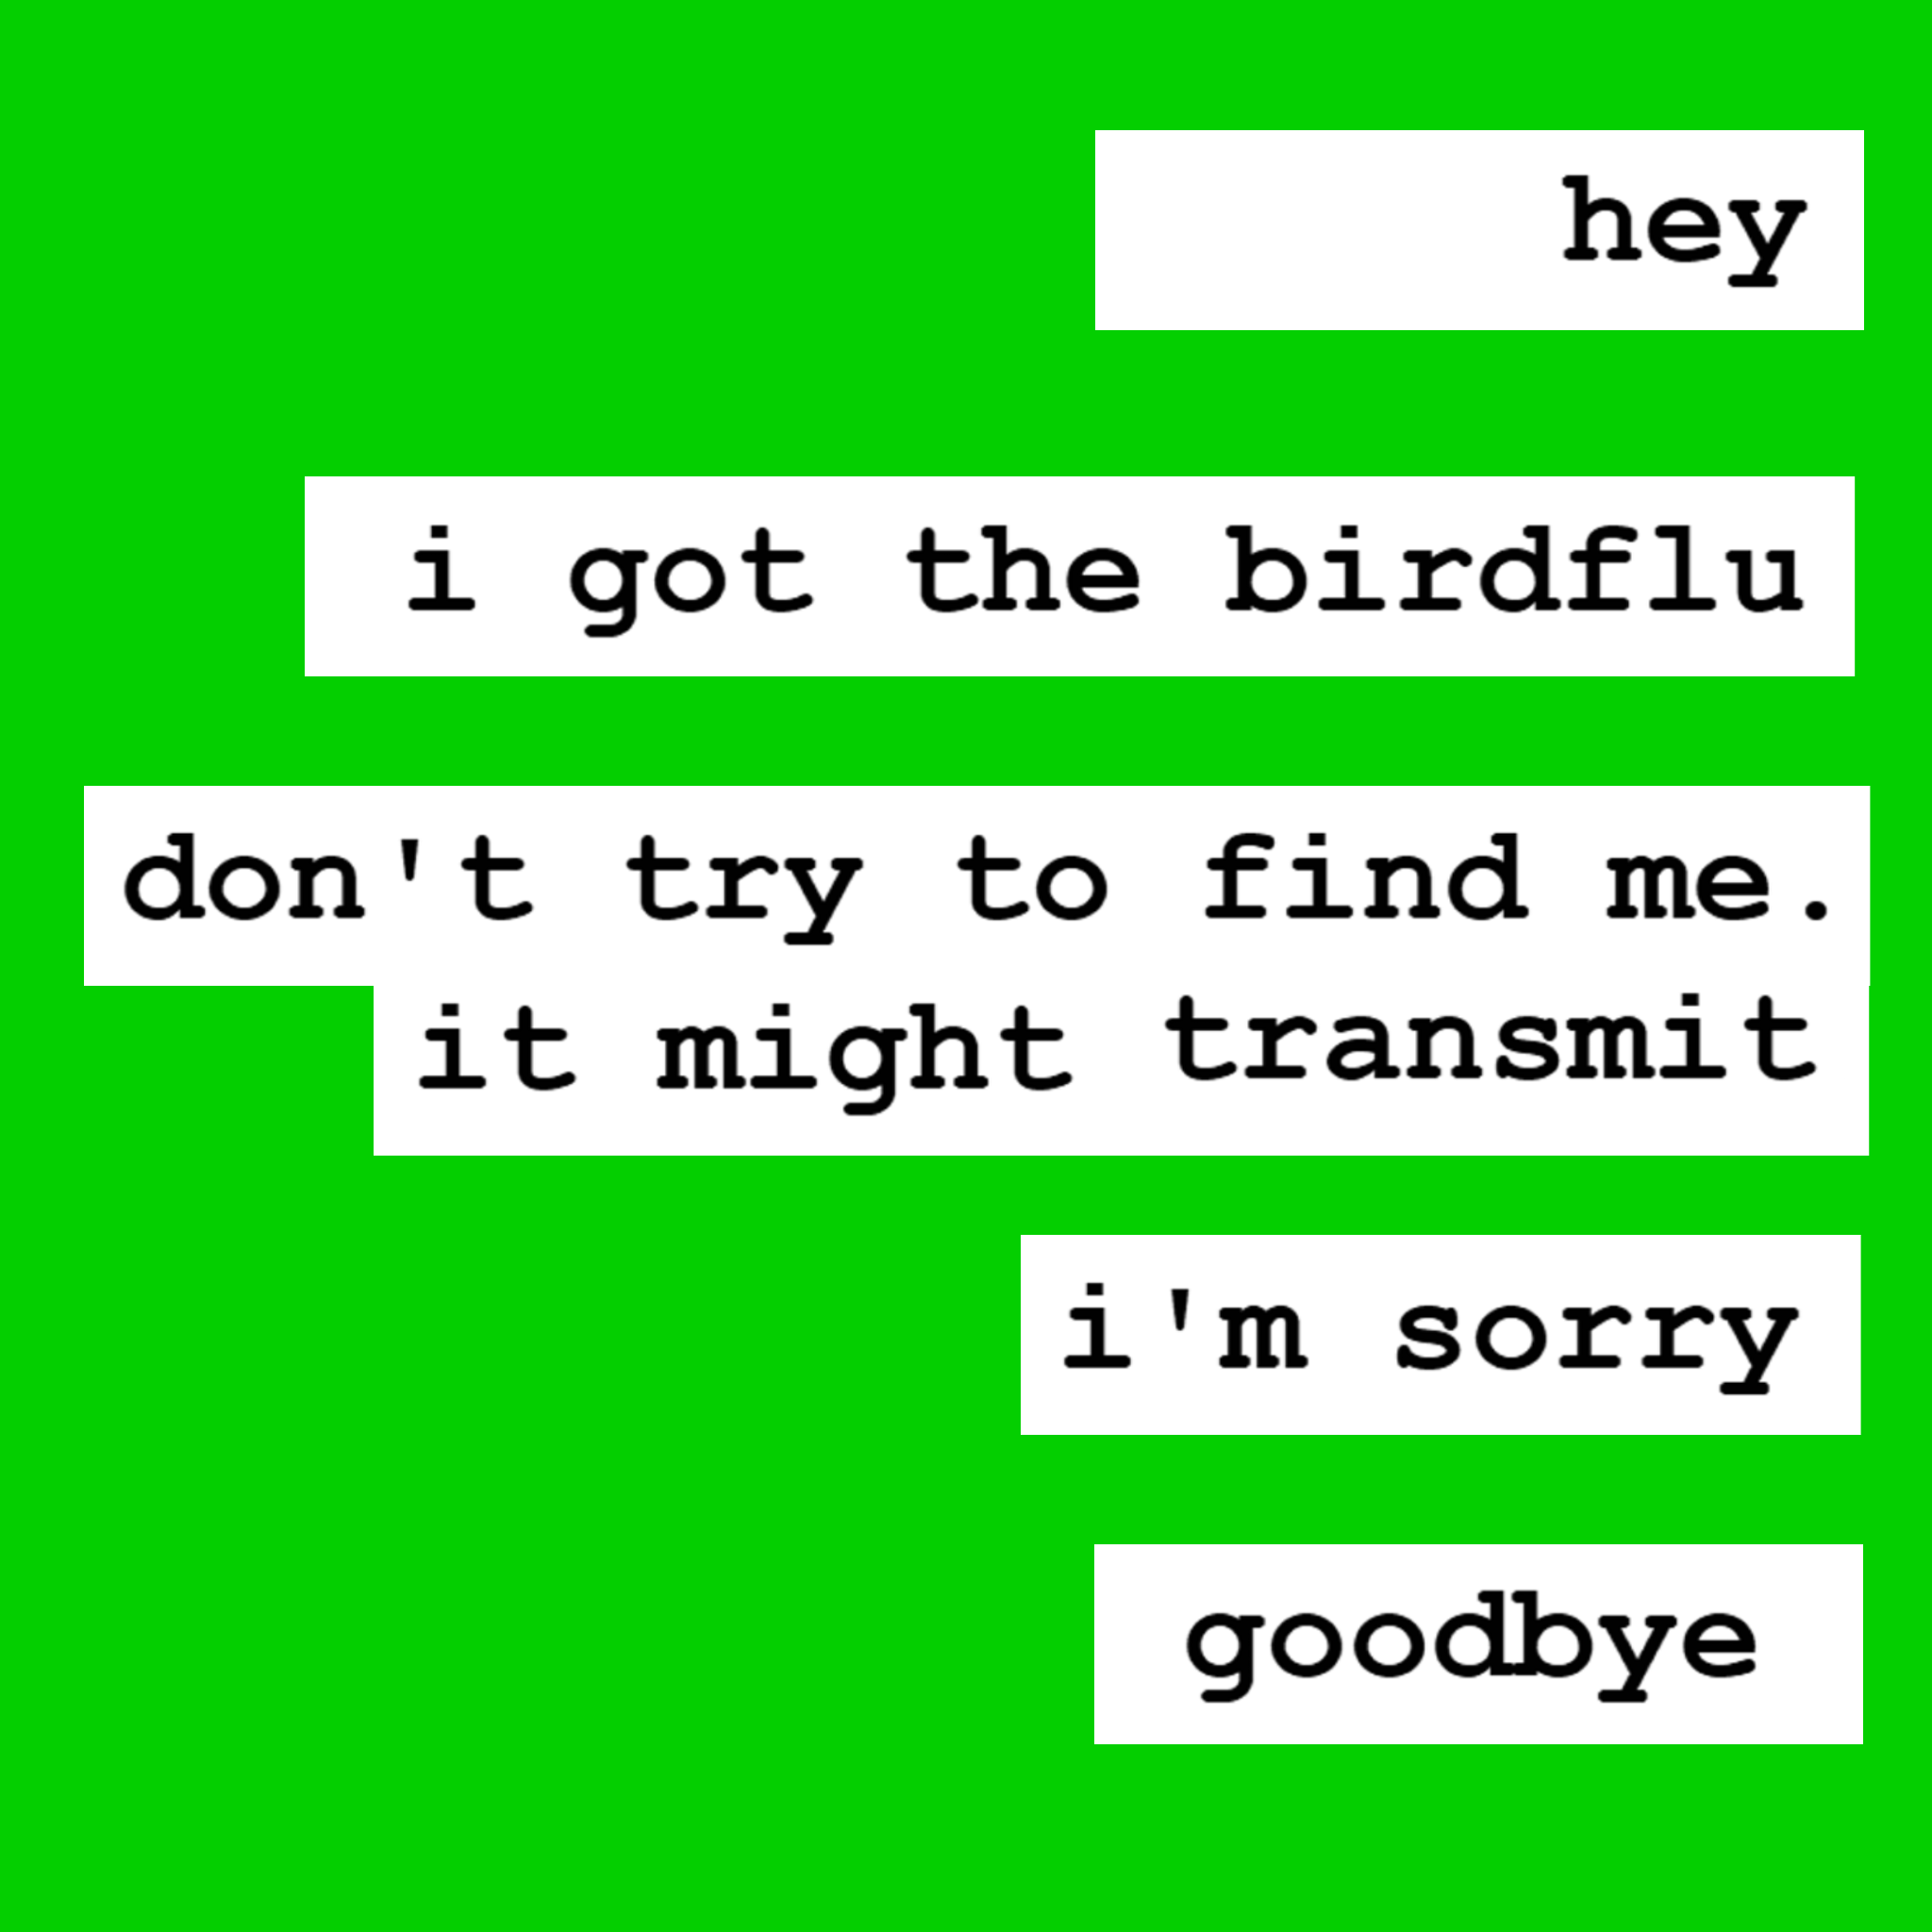 hey
i got the birdflu
don't try to find me.
it might transmit
i'm sorry
goodbye